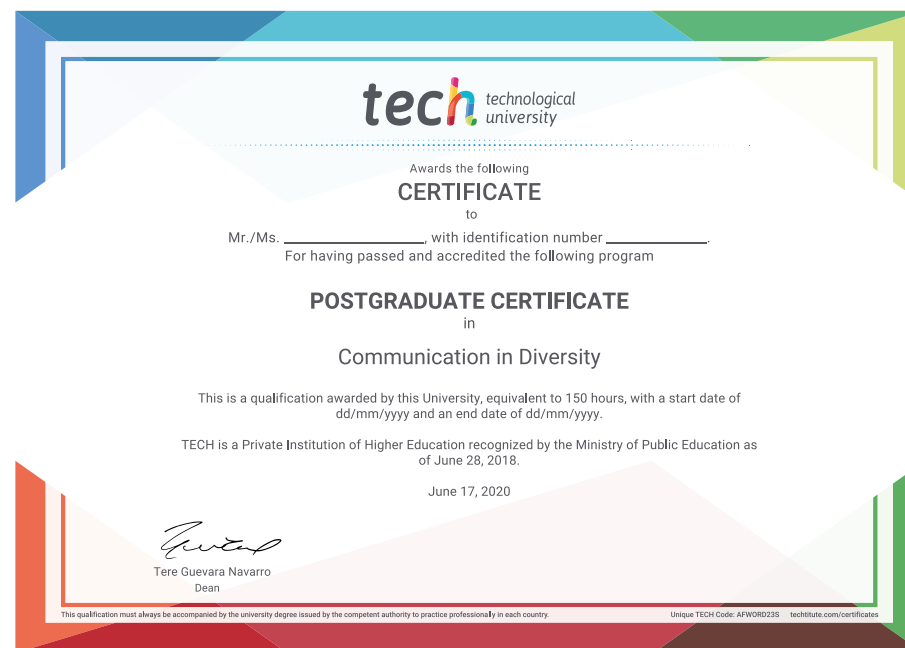 tech technological
university
Awards the following
CERTIFICATE
to
Mr./Ms. ____________________, with identification number ______________.
For having passed and accredited the following program
POSTGRADUATE CERTIFICATE
in
Communication in Diversity
This is a qualification awarded by this University, equivalent to 150 hours, with a start date of
dd/mm/yyyy and an end date of dd/mm/yyyy.
TECH is a Private Institution of Higher Education recognized by the Ministry of Public Education as
of June 28, 2018.
June 17, 2020
Tere Guevara Navarro
Dean
This qualification must always be accompanied by the university degree issued by the competent authority to practice professionally in each country. Unique TECH Code: AFWORD23S techtitute.com/certificates